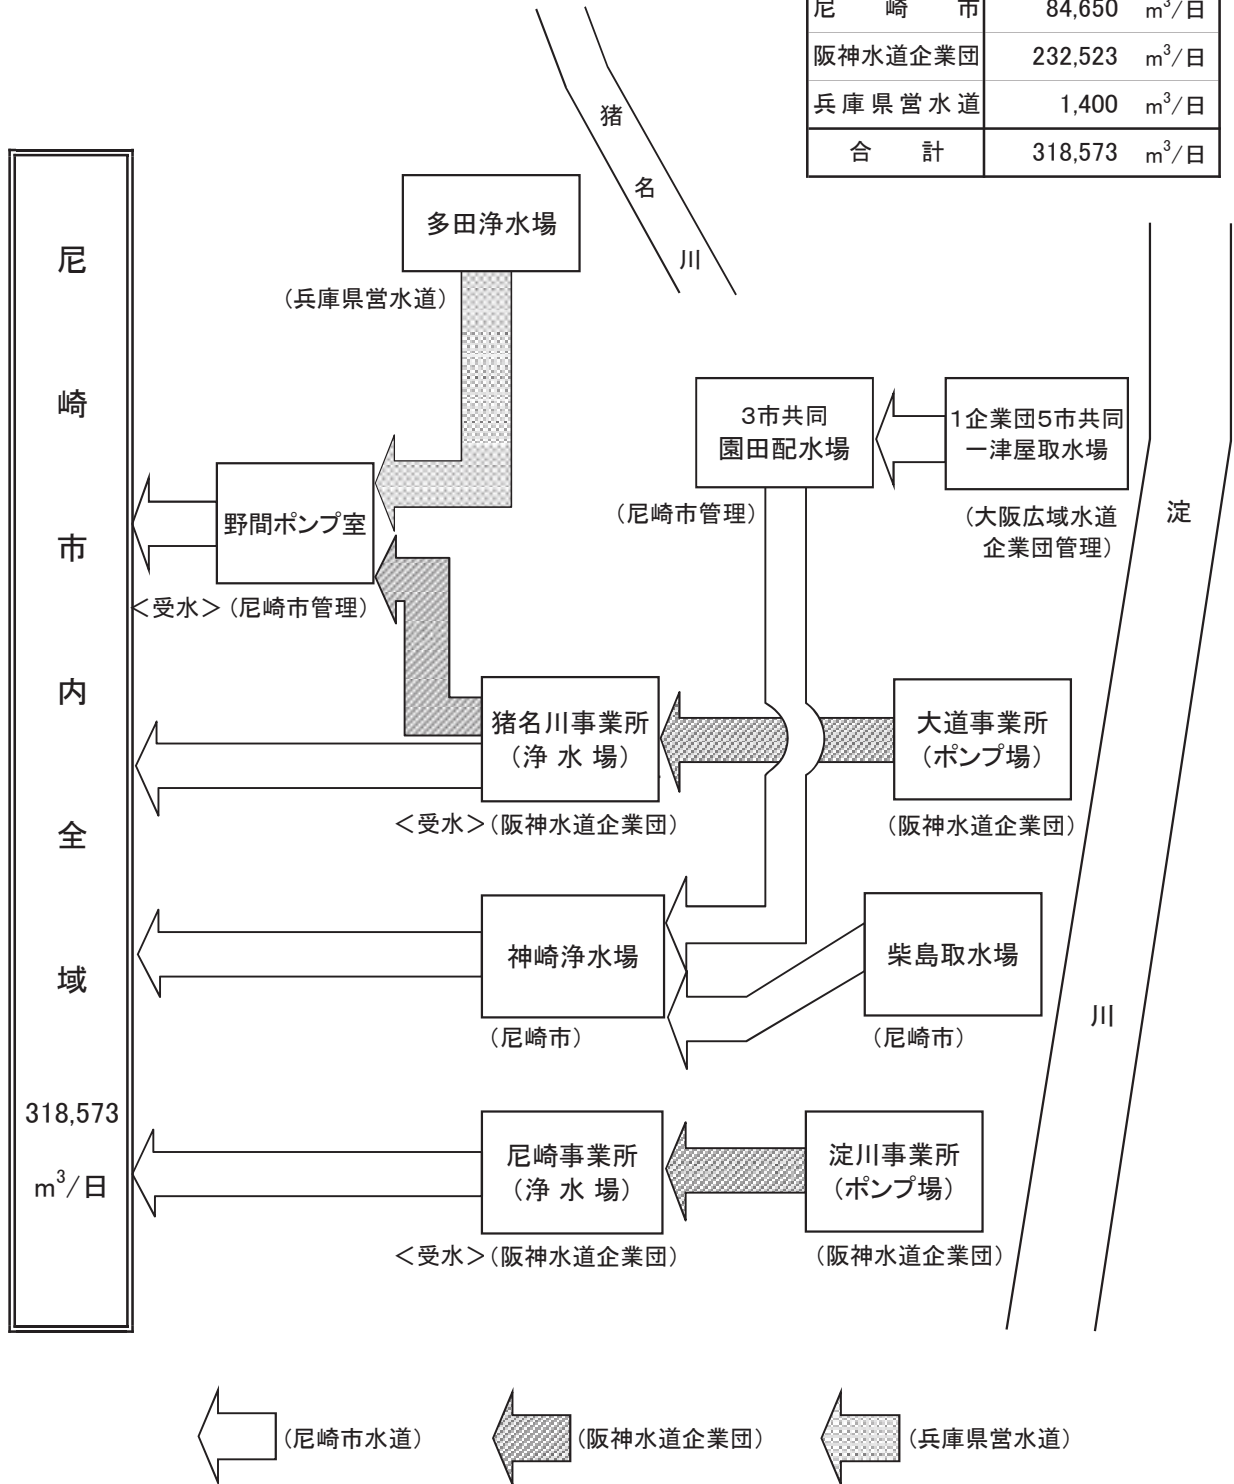 尼崎市 84,650 m³/日
阪神水道企業団 232,523 m³/日
兵庫県営水道 1,400 m³/日
合計 318,573 m³/日
猪名川
多田浄水場
(兵庫県営水道)
尼崎市内全域
318,573
m³/日
3市共同
園田配水場
(尼崎市管理)
1企業団5市共同
一津屋取水場
(大阪広域水道
企業団管理)
淀川
野間ポンプ室
<受水>(尼崎市管理)
猪名川事業所
(浄水場)
<受水>(阪神水道企業団)
大道事業所
(ポンプ場)
(阪神水道企業団)
神崎浄水場
(尼崎市)
柴島取水場
(尼崎市)
尼崎事業所
(浄水場)
<受水>(阪神水道企業団)
淀川事業所
(ポンプ場)
(阪神水道企業団)
(尼崎市水道)
(阪神水道企業団)
(兵庫県営水道)